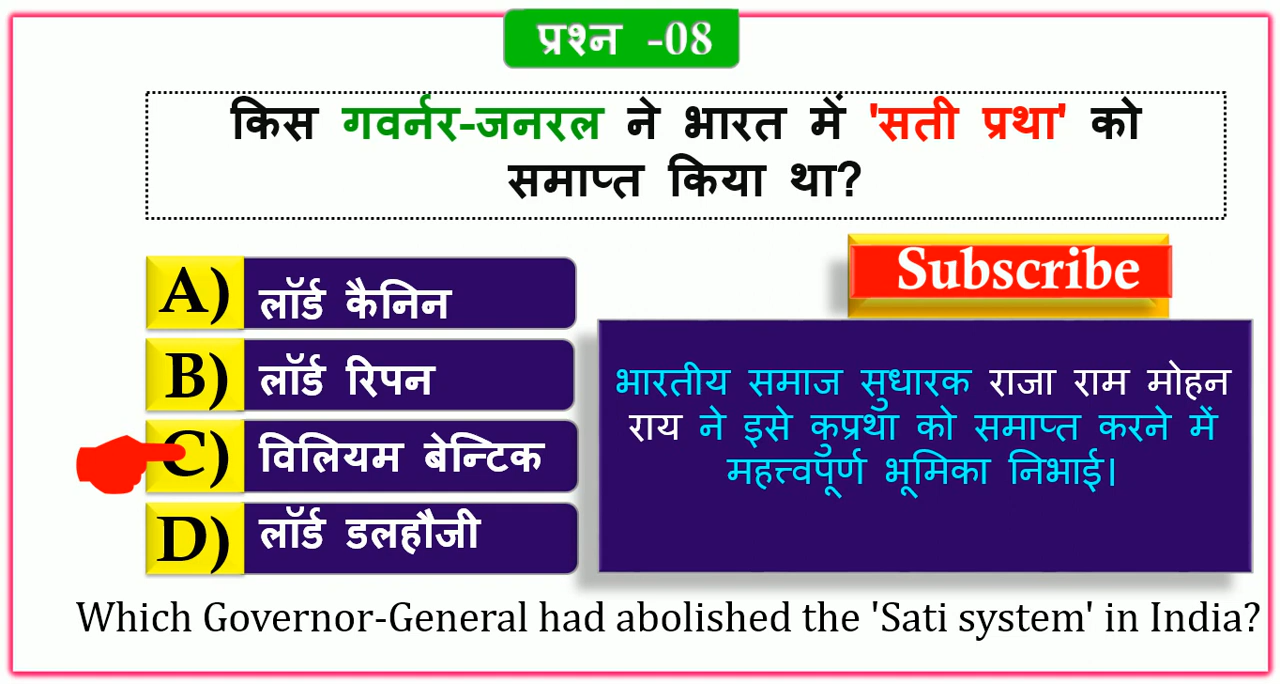 प्रश्न -08
किस गवर्नर-जनरल ने भारत में 'सती प्रथा' को
समाप्त किया था?
A) लॉर्ड कैनिन
B) लॉर्ड रिपन
C) विलियम बेन्टिक
D) लॉर्ड डलहौजी
Subscribe
भारतीय समाज सुधारक राजा राम मोहन
राय ने इसे कुप्रथा को समाप्त करने में
महत्त्वपूर्ण भूमिका निभाई।
Which Governor-General had abolished the 'Sati system' in India?